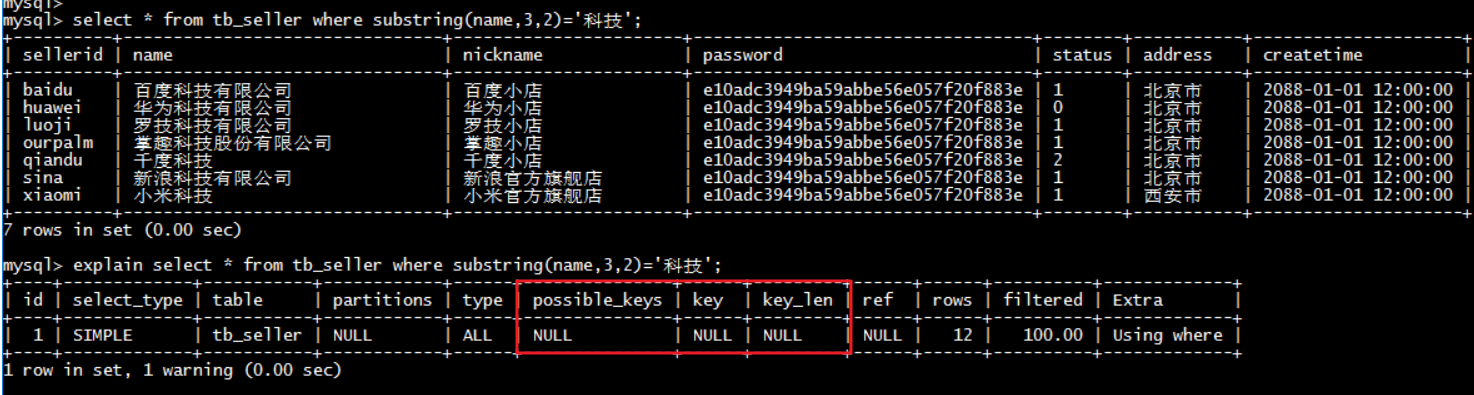 mysql>
mysql> select * from tb_seller where substring(name,3,2)='科技';
| sellerid | name | nickname | password | status | address | createtime |
| baidu | 百度科技有限公司 | 百度小店 | e10adc3949ba59abbe56e057f20f883e | 1 | 北京市 | 2088-01-01 12:00:00 |
| huawei | 华为科技有限公司 | 华为小店 | e10adc3949ba59abbe56e057f20f883e | 0 | 北京市 | 2088-01-01 12:00:00 |
| luoji | 罗技科技有限公司 | 罗技小店 | e10adc3949ba59abbe56e057f20f883e | 1 | 北京市 | 2088-01-01 12:00:00 |
| ourpalm | 掌趣科技股份有限公司 | 掌趣小店 | e10adc3949ba59abbe56e057f20f883e | 1 | 北京市 | 2088-01-01 12:00:00 |
| qiandu | 千度科技 | 千度小店 | e10adc3949ba59abbe56e057f20f883e | 2 | 北京市 | 2088-01-01 12:00:00 |
| sina | 新浪科技有限公司 | 新浪官方旗舰店 | e10adc3949ba59abbe56e057f20f883e | 1 | 北京市 | 2088-01-01 12:00:00 |
| xiaomi | 小米科技 | 小米官方旗舰店 | e10adc3949ba59abbe56e057f20f883e | 1 | 西安市 | 2088-01-01 12:00:00 |
7 rows in set (0.00 sec)
mysql> explain select * from tb_seller where substring(name,3,2)='科技';
| id | select_type | table | partitions | type | possible_keys | key | key_len | ref | rows | filtered | Extra |
| 1 | SIMPLE | tb_seller | NULL | ALL | NULL | NULL | NULL | NULL | 12 | 100.00 | Using where |
1 row in set, 1 warning (0.00 sec)